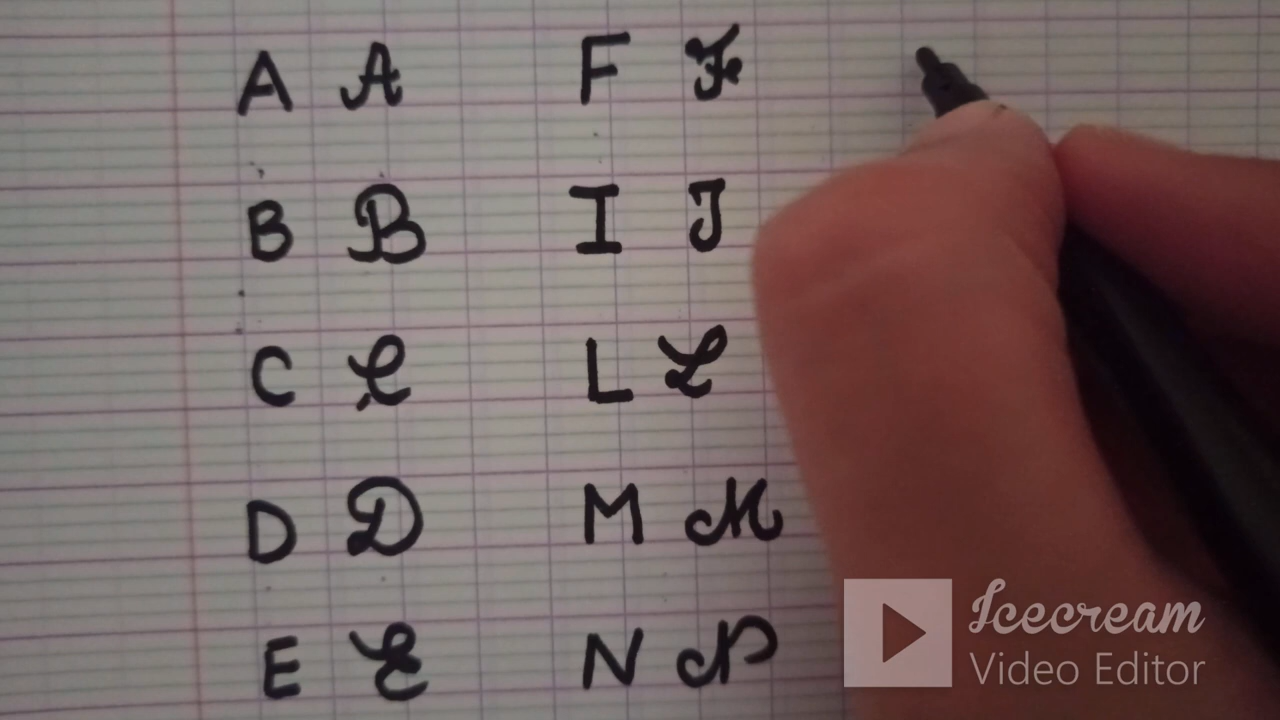 A A F F
B B I I
C C L L
D D M M
E E N N
Icecream
Video Editor